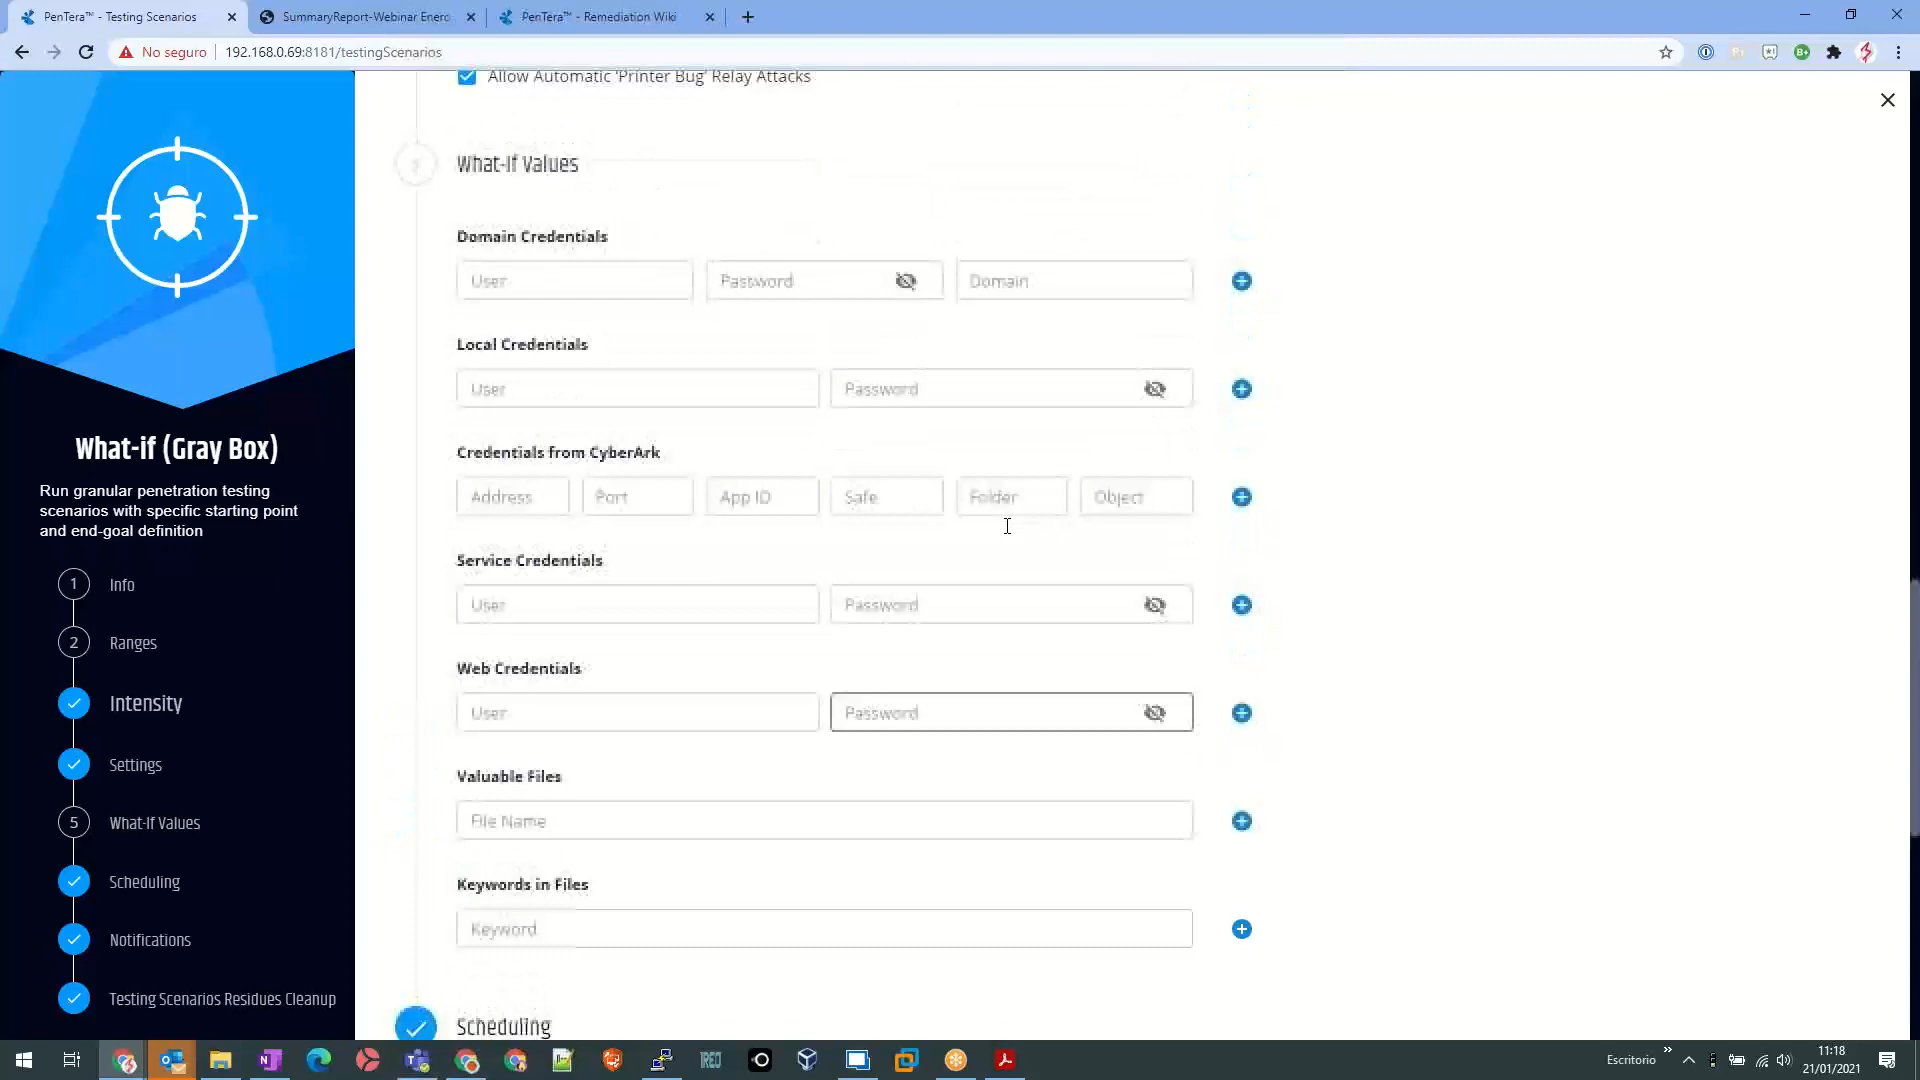 PenTera™ - Testing Scenarios
SummaryReport-Webinar Enero
PenTera™ - Remediation Wiki
No seguro
192.168.0.69:8181/testingScenarios
Allow Automatic 'Printer Bug' Relay Attacks
What-If Values
Domain Credentials
User
Password
Domain
Local Credentials
User
Password
Credentials from CyberArk
Address
Port
App ID
Safe
Folder
Object
Service Credentials
User
Password
Web Credentials
User
Password
Valuable Files
File Name
Keywords in Files
Keyword
Scheduling
What-if (Gray Box)
Run granular penetration testing
scenarios with specific starting point
and end-goal definition
1 Info
2 Ranges
Intensity
Settings
5 What-If Values
Scheduling
Notifications
Testing Scenarios Residues Cleanup
IREO
Escritorio
11:18
21/01/2021